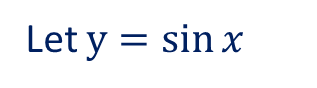 Let y = sin x